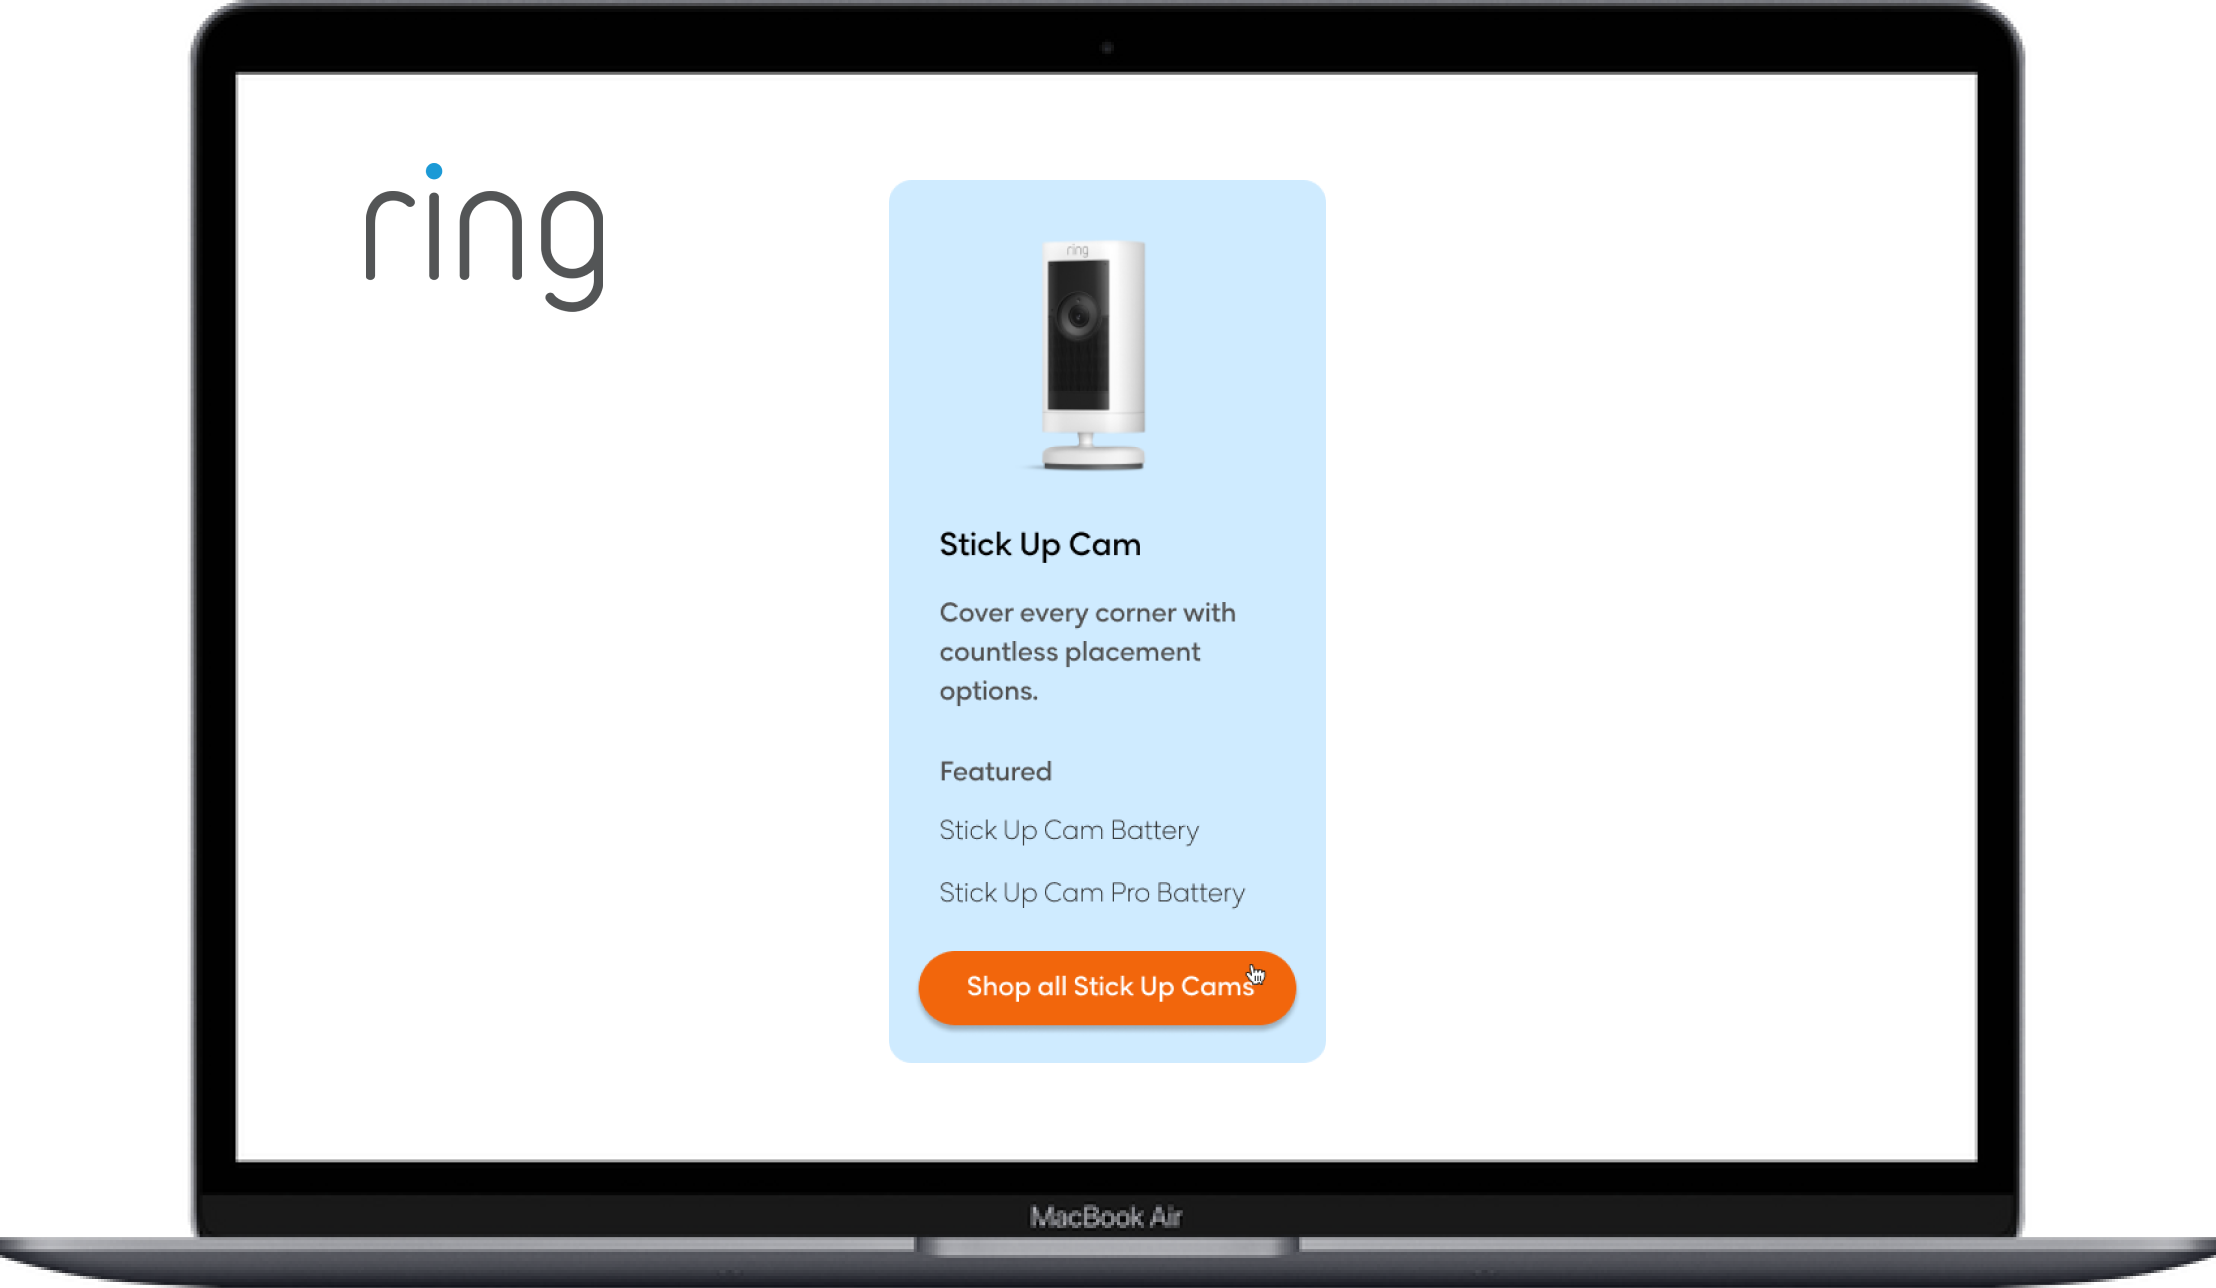 ring
ring
Stick Up Cam
Cover every corner with
countless placement
options.
Featured
Stick Up Cam Battery
Stick Up Cam Pro Battery
Shop all Stick Up Cams
MacBook Air